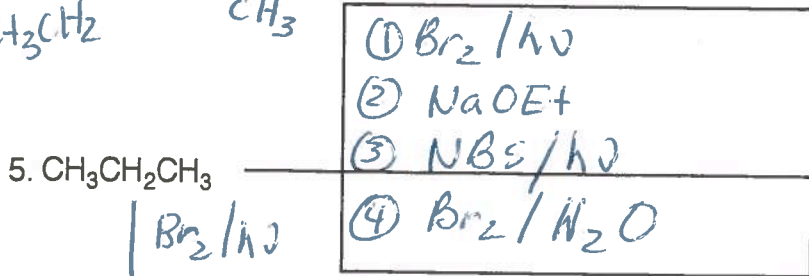 H₃CH₂ CH₃
① Br₂ / hν
② NaOEt
③ NBS / hν
5. CH₃CH₂CH₃
④ Br₂ / H₂O
| Br₂ / hν